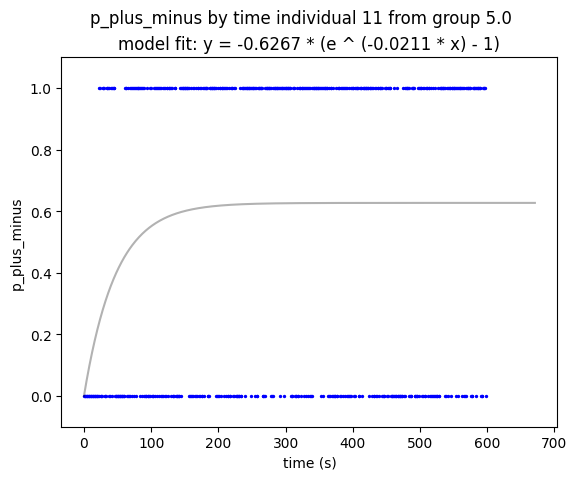 p_plus_minus by time individual 11 from group 5.0
model fit: y = -0.6267 * (e ^ (-0.0211 * x) - 1)
1.0
0.8
0.6
0.4
0.2
0.0
p_plus_minus
0 100 200 300 400 500 600 700
time (s)